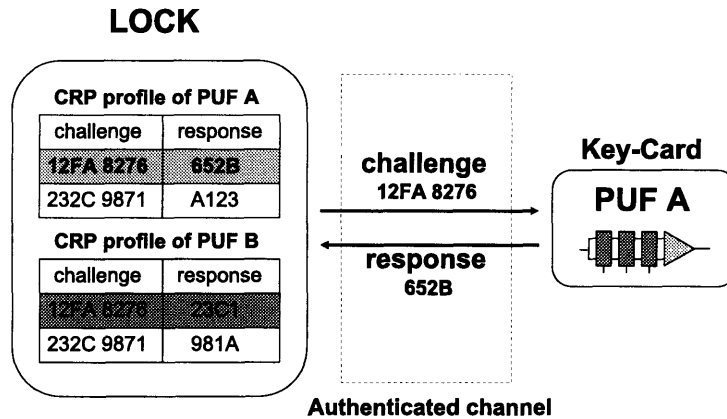 LOCK
CRP profile of PUF A
challenge response
12FA 8276 652B
232C 9871 A123
CRP profile of PUF B
challenge response
12FA 8276 23C1
232C 9871 981A
challenge
12FA 8276
response
652B
Authenticated channel
Key-Card
PUF A